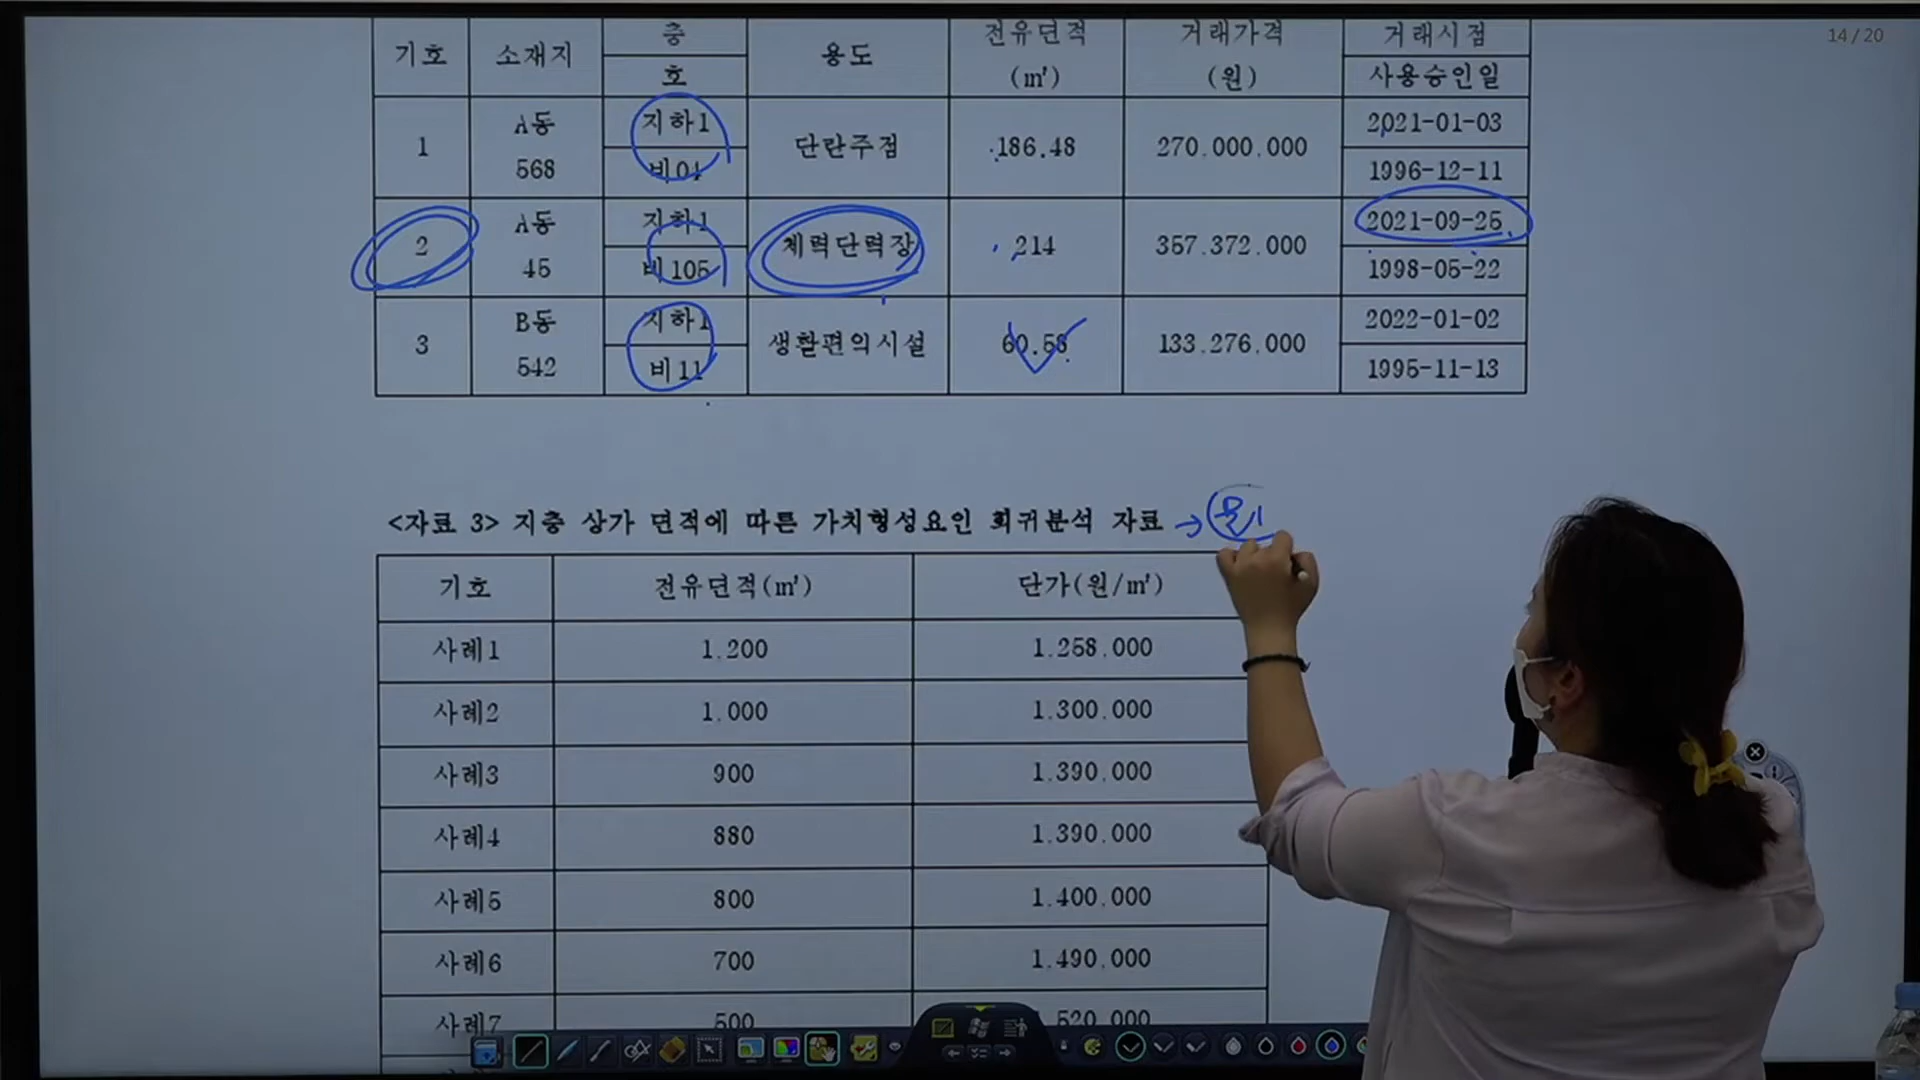 14 / 20
기호 소재지 층 용도 전유면적 거래가격 거래시점
호 (㎡) (원) 사용승인일
1 A동 지하1 단란주점 186.48 270.000.000 2021-01-03
568 비04 1996-12-11
2 A동 지하1 체력단력장 214 357.372.000 2021-09-25
45 비105 1998-05-22
3 B동 지하1 생활편의시설 60.58 133.276.000 2022-01-02
542 비11 1995-11-13
<자료 3> 지층 상가 면적에 따른 가치형성요인 회귀분석 자료 →
기호 전유면적(㎡) 단가(원/㎡)
사례1 1.200 1.258.000
사례2 1.000 1.300.000
사례3 900 1.390.000
사례4 880 1.390.000
사례5 800 1.400.000
사례6 700 1.490.000
사례7 500 520.000